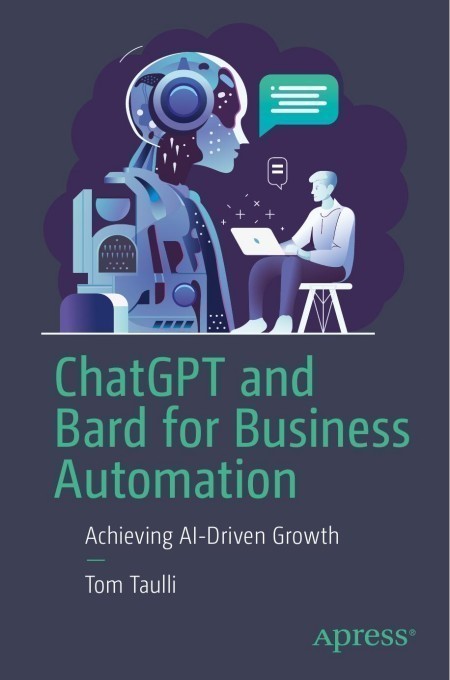 ChatGPT and
Bard for Business
Automation
Achieving AI-Driven Growth
Tom Taulli
Apress®